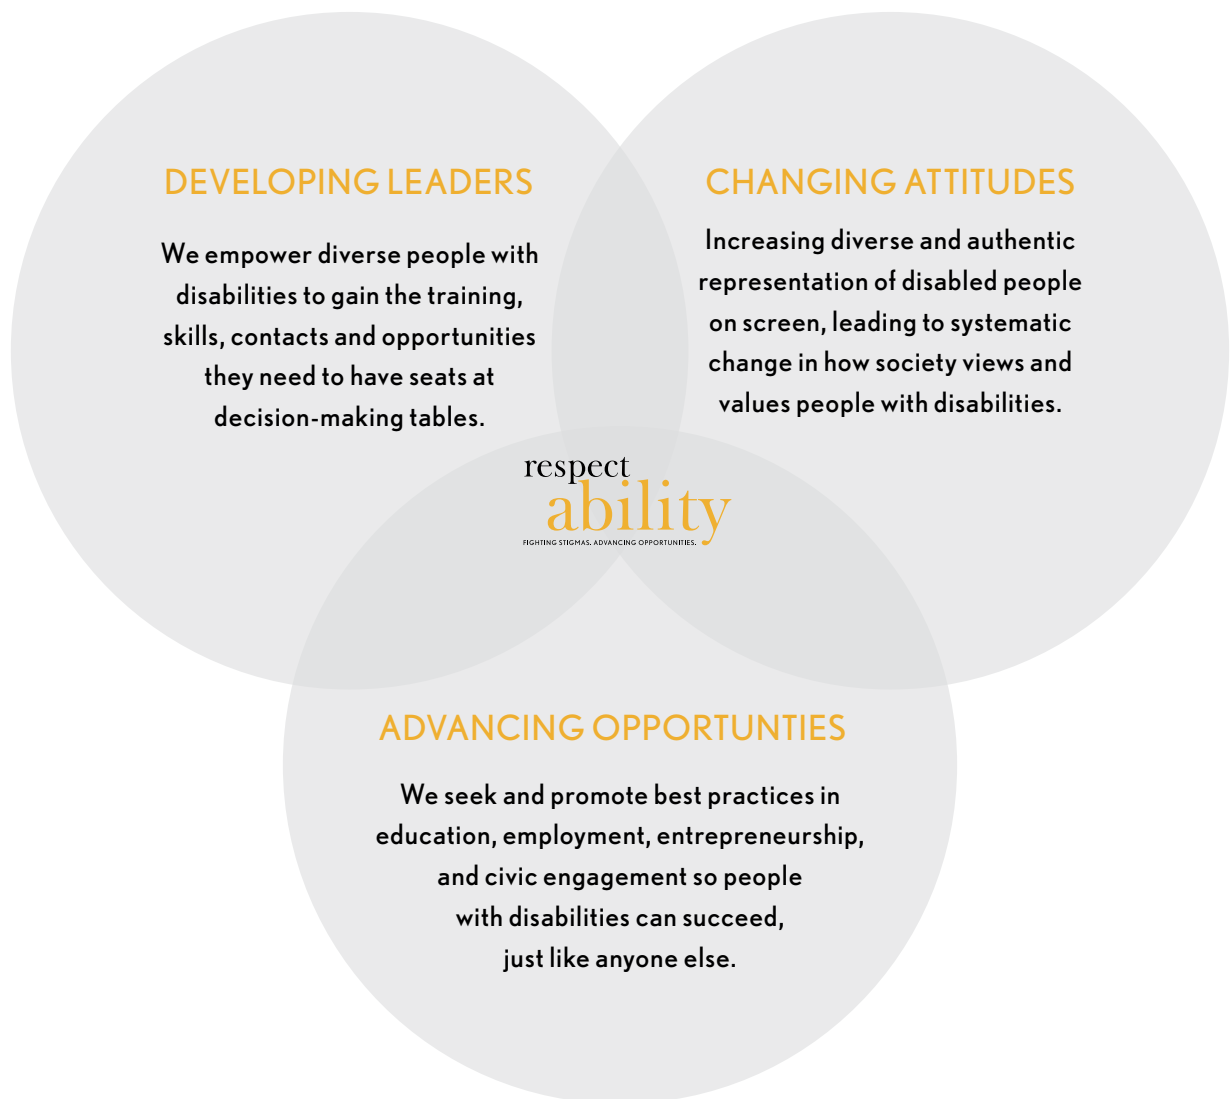 DEVELOPING LEADERS
We empower diverse people with
disabilities to gain the training,
skills, contacts and opportunities
they need to have seats at
decision-making tables.
CHANGING ATTITUDES
Increasing diverse and authentic
representation of disabled people
on screen, leading to systematic
change in how society views and
values people with disabilities.
respect
ability
FIGHTING STIGMAS. ADVANCING OPPORTUNITIES.
ADVANCING OPPORTUNTIES
We seek and promote best practices in
education, employment, entrepreneurship,
and civic engagement so people
with disabilities can succeed,
just like anyone else.